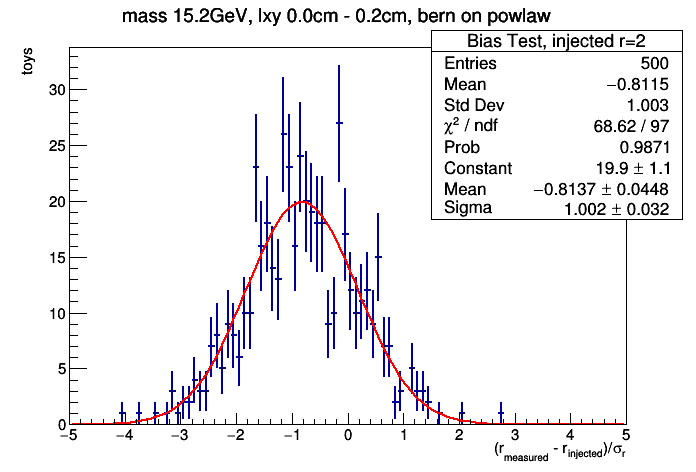 mass 15.2GeV, lxy 0.0cm - 0.2cm, bern on powlaw
Bias Test, injected r=2
Entries 500
Mean −0.8115
Std Dev 1.003
χ² / ndf 68.62 / 97
Prob 0.9871
Constant 19.9 ± 1.1
Mean −0.8137 ± 0.0448
Sigma 1.002 ± 0.032
toys
30
25
20
15
10
5
0
−5 −4 −3 −2 −1 0 1 2 3 4 5
(r_measured - r_injected)/σ_r